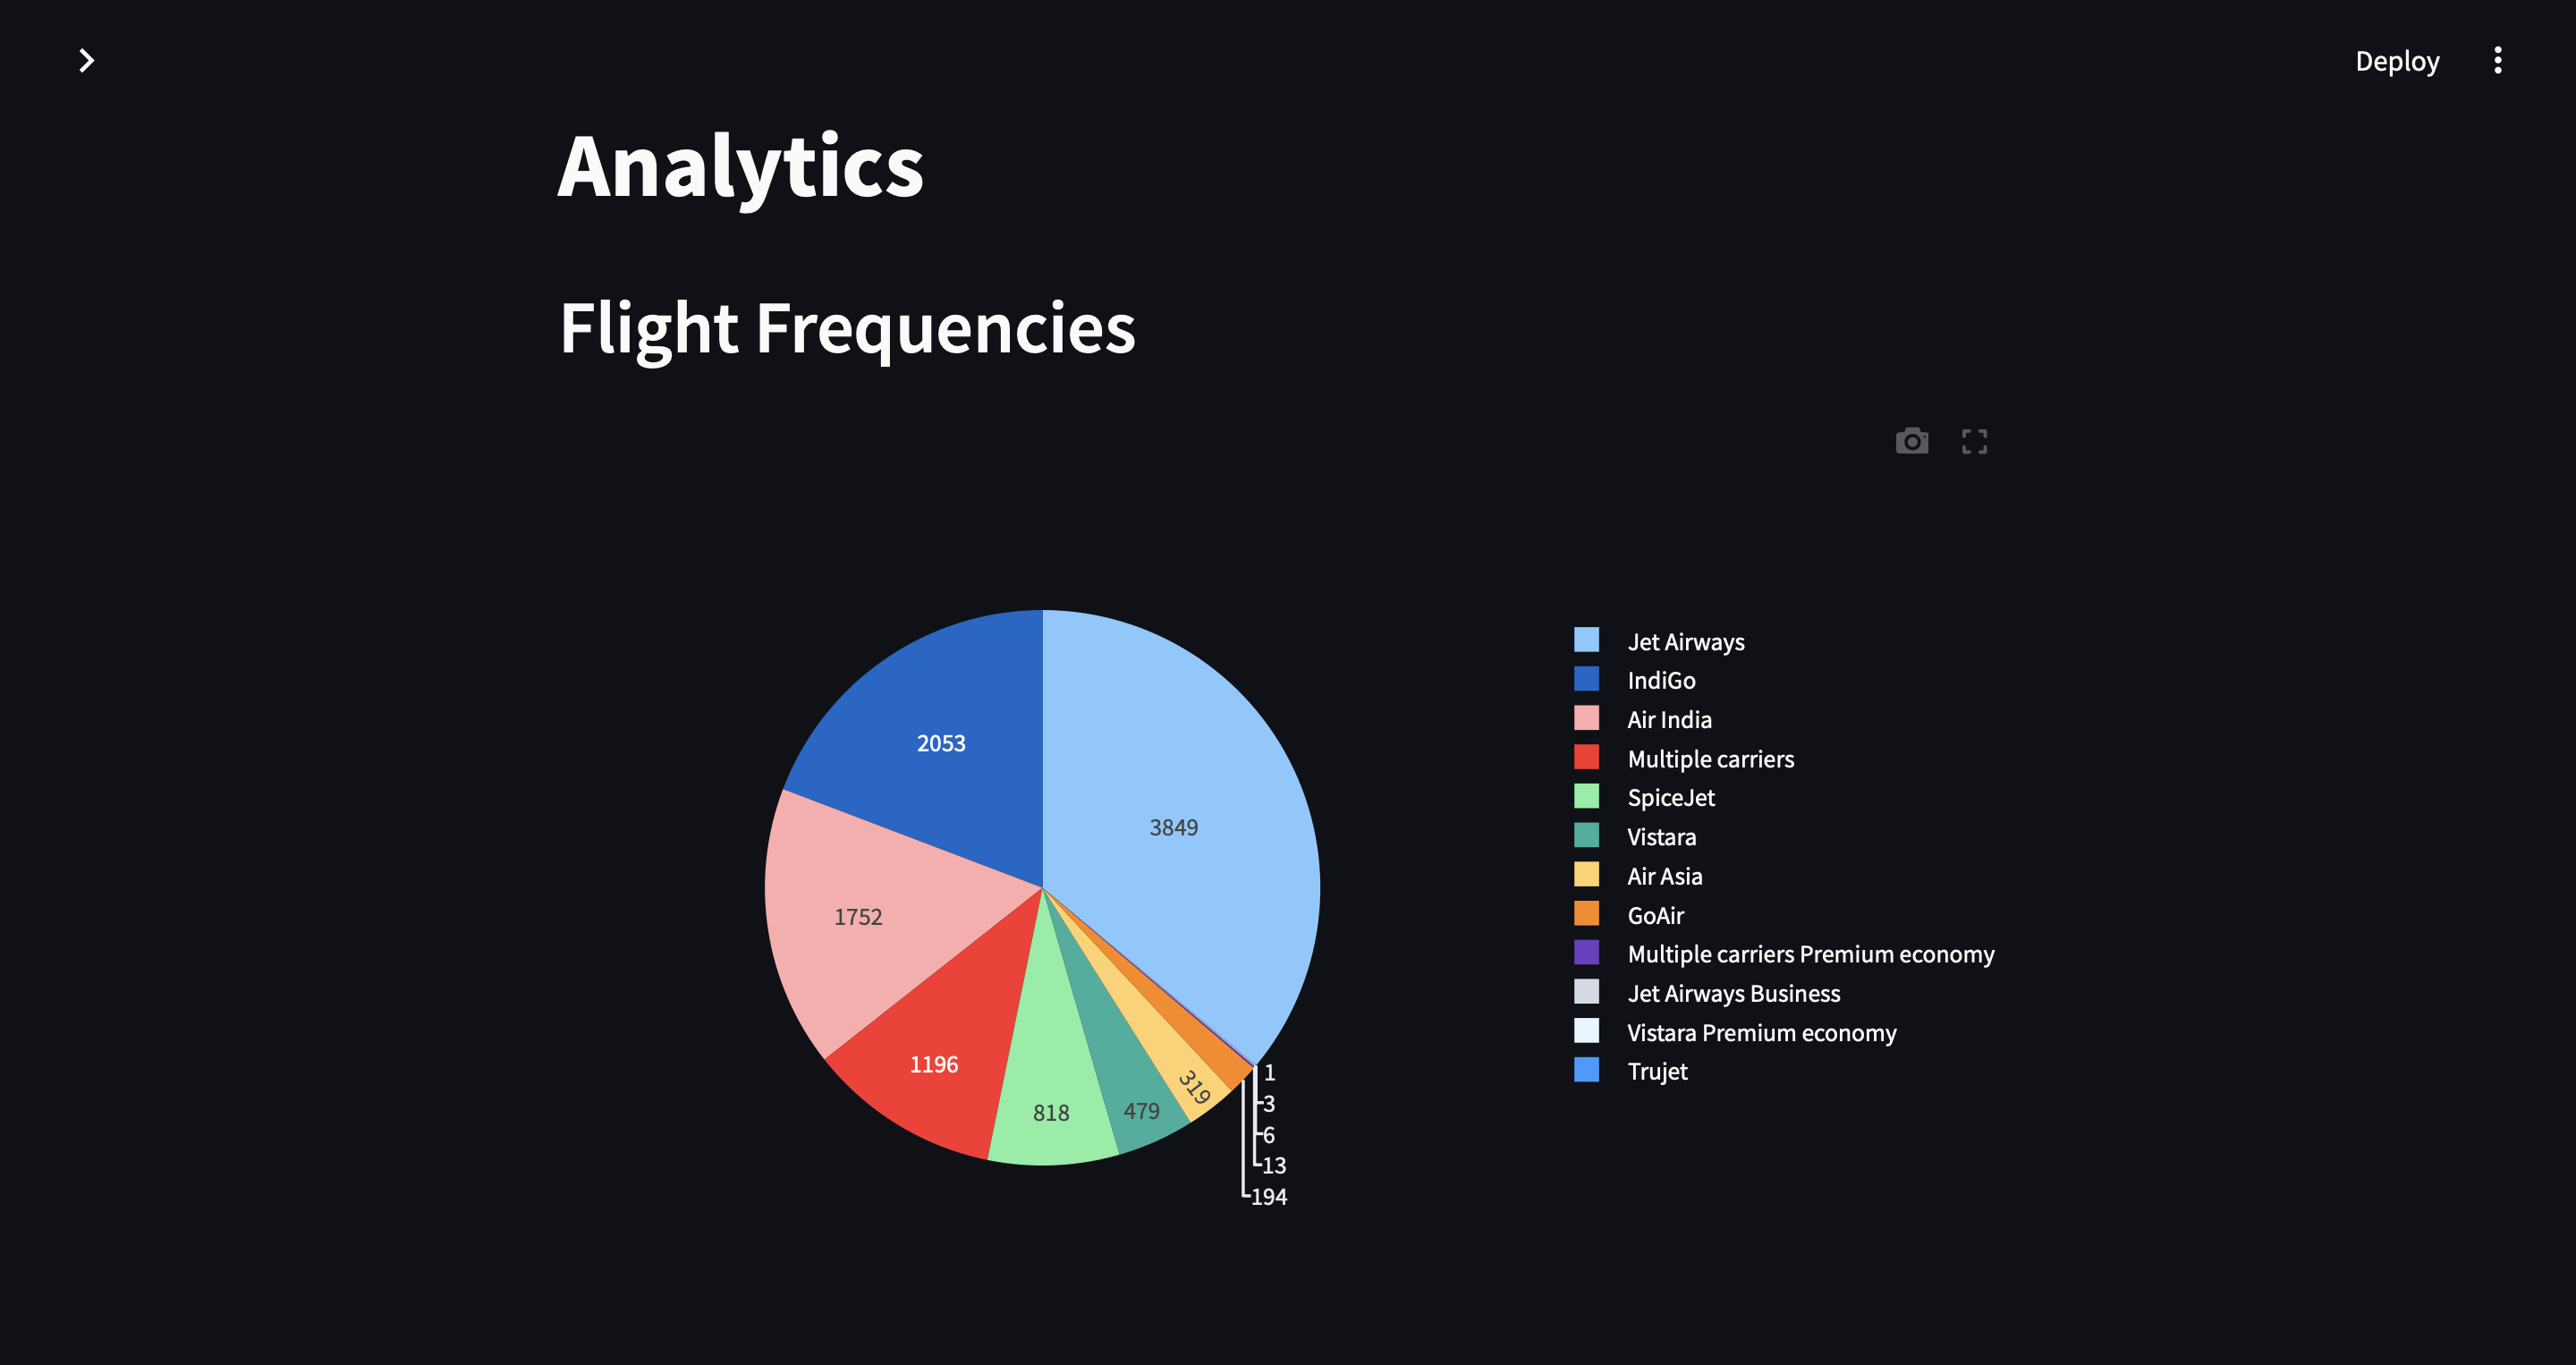 Deploy
Analytics
Flight Frequencies
2053
3849
1752
1196
818
479
319
1
3
6
13
194
Jet Airways
IndiGo
Air India
Multiple carriers
SpiceJet
Vistara
Air Asia
GoAir
Multiple carriers Premium economy
Jet Airways Business
Vistara Premium economy
Trujet